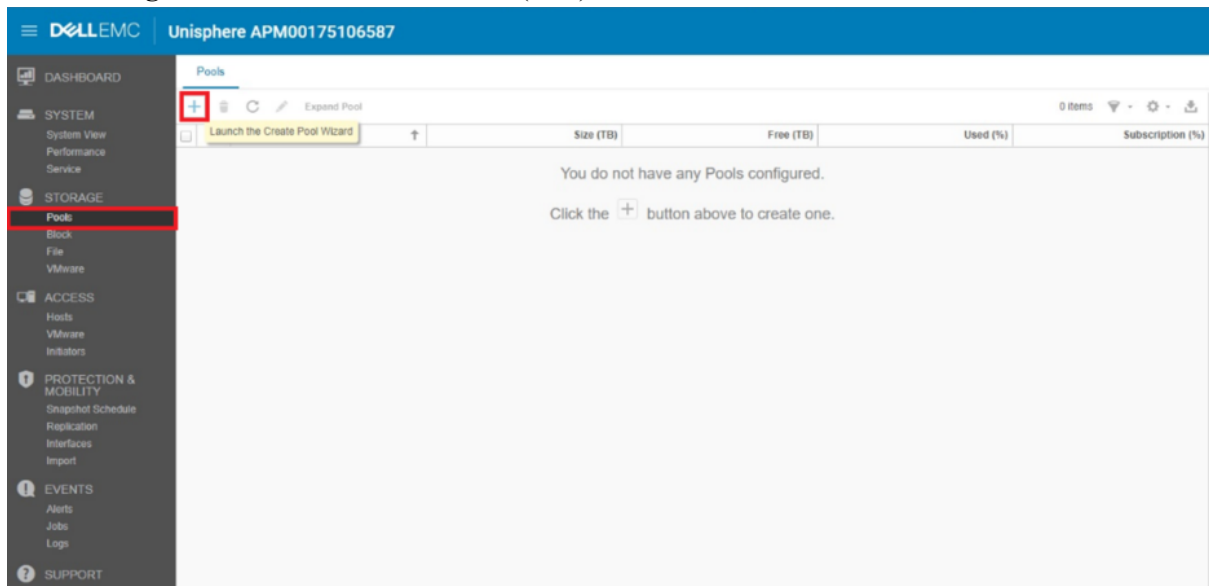 DELLEMC
Unisphere APM00175106587
DASHBOARD
SYSTEM
System View
Performance
Service
STORAGE
Pools
Block
File
VMware
ACCESS
Hosts
VMware
Initiators
PROTECTION &
MOBILITY
Snapshot Schedule
Replication
Interfaces
Import
EVENTS
Alerts
Jobs
Logs
SUPPORT
Pools
Expand Pool
0 items
Launch the Create Pool Wizard
Size (TB)
Free (TB)
Used (%)
Subscription (%)
You do not have any Pools configured.
Click the + button above to create one.